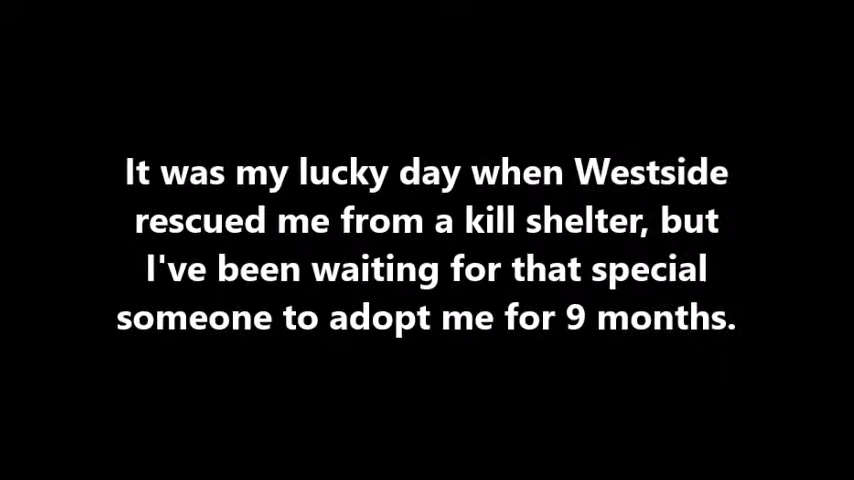 It was my lucky day when Westside
rescued me from a kill shelter, but
I've been waiting for that special
someone to adopt me for 9 months.